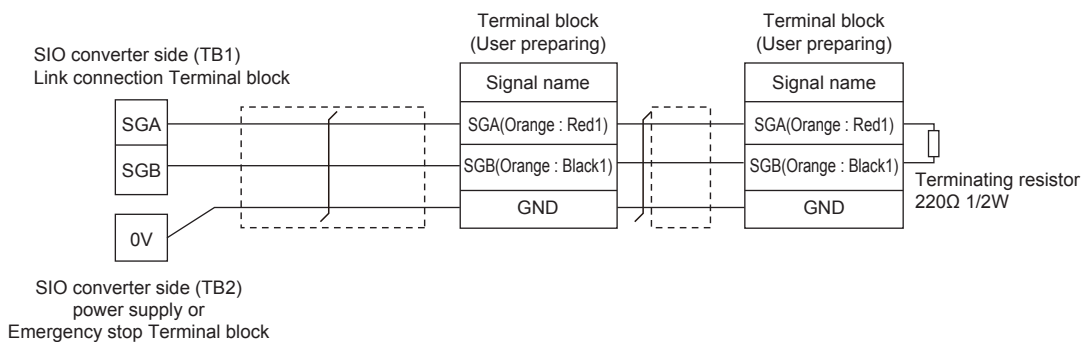 SIO converter side (TB1)
Link connection Terminal block
SGA
SGB
0V
SIO converter side (TB2)
power supply or
Emergency stop Terminal block
Terminal block
(User preparing)
Signal name
SGA(Orange : Red1)
SGB(Orange : Black1)
GND
Terminal block
(User preparing)
Signal name
SGA(Orange : Red1)
SGB(Orange : Black1)
GND
Terminating resistor
220Ω 1/2W